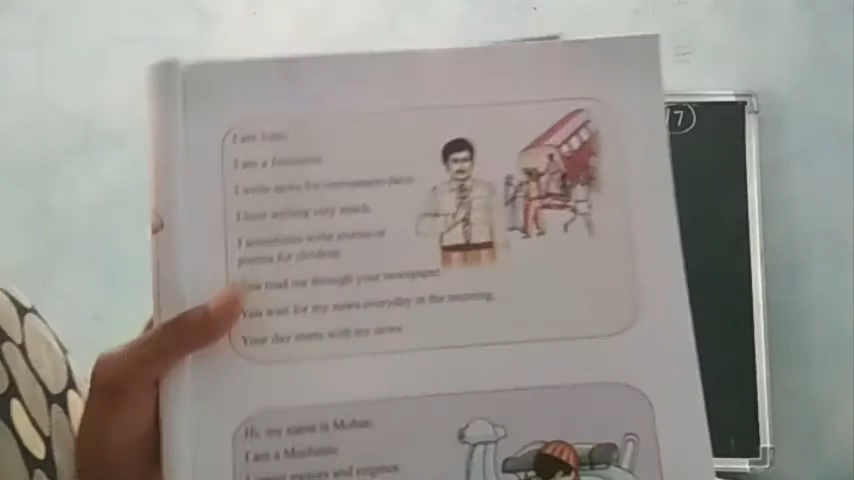 I am
I am a Journalist.
I write news for newspapers daily.
I love writing very much.
I sometimes write stories or
poems for children.
You read me through your newspaper.
You wait for my news everyday in the morning.
Your day starts with my news.
Hi, my name is Mohan.
I am a Mechanic.
I repair motors and engines
17